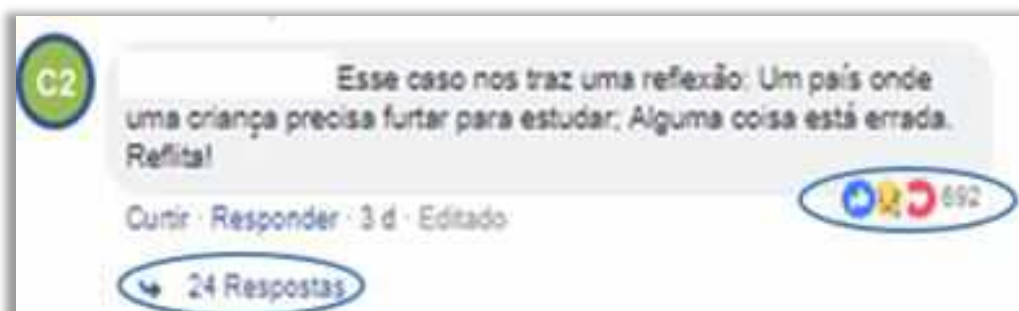 C2
Esse caso nos traz uma reflexão: Um país onde
uma criança precisa furtar para estudar; Alguma coisa está errada.
Reflita!
692
Curtir · Responder · 3 d · Editado
24 Respostas